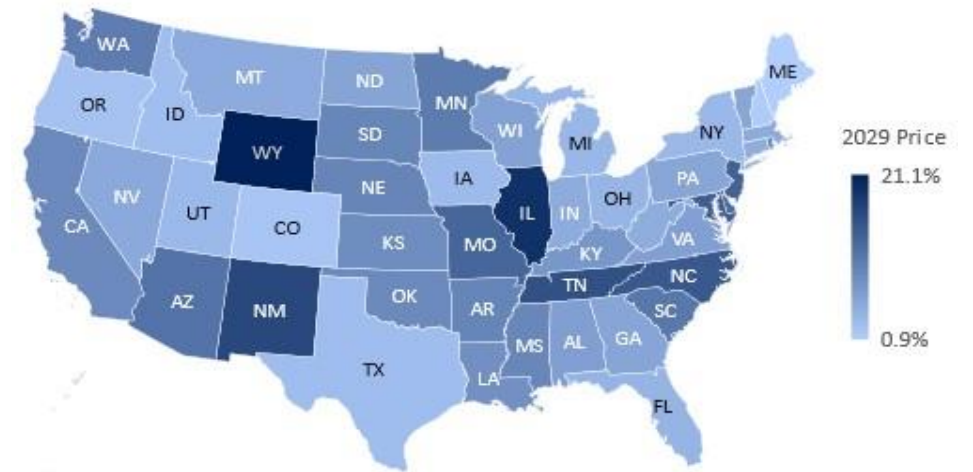 WA
ME
MT
ND
OR
MN
ID
WI
NY
SD
MI
WY
2029 Price
21.1%
IA
PA
NE
NV
OH
IL
IN
UT
CO
CA
KS
MO
VA
KY
NC
TN
OK
AZ
NM
AR
SC
MS
AL
GA
0.9%
TX
LA
FL